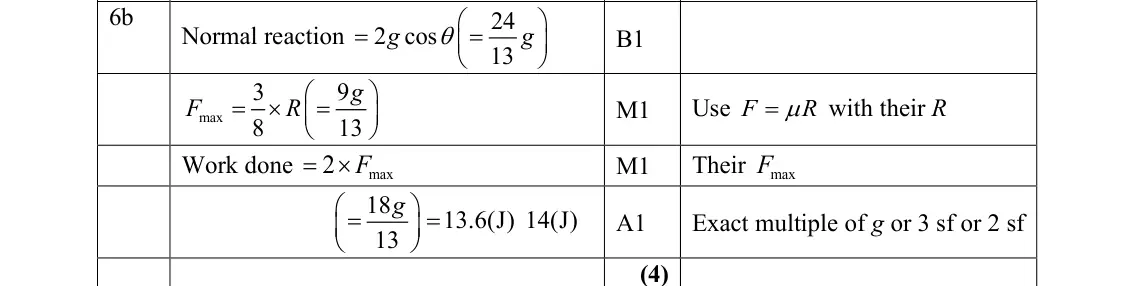 6b
Normal reaction = 2g cos θ (= 24/13 g) B1
F_max = 3/8 × R (= 9g/13) M1 Use F = μR with their R
Work done = 2 × F_max M1 Their F_max
(= 18g/13) = 13.6(J) 14(J) A1 Exact multiple of g or 3 sf or 2 sf
(4)